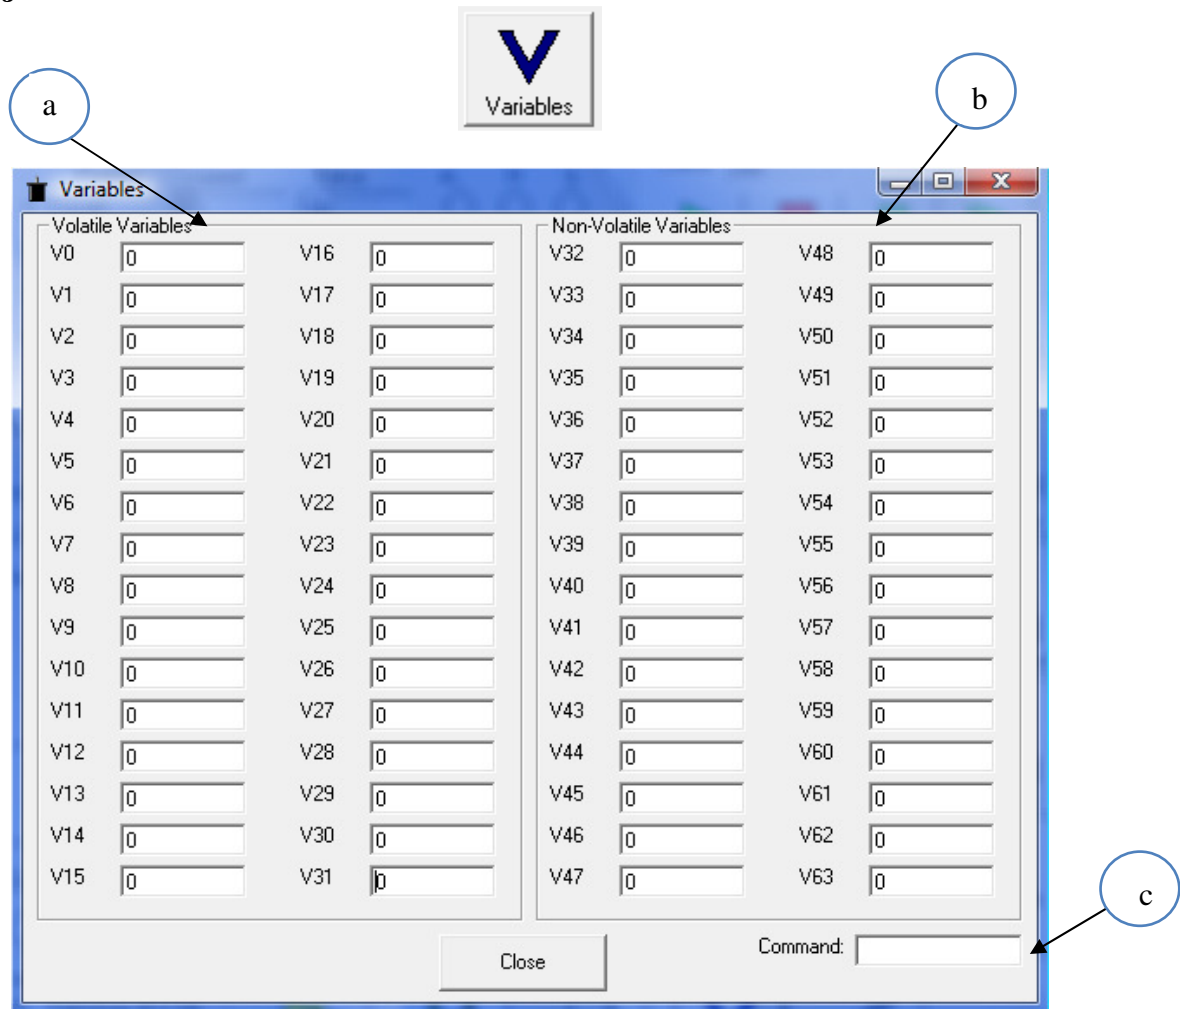 Variables
a
b
Variables
Volatile Variables
Non-Volatile Variables
V0 0 V16 0 V32 0 V48 0
V1 0 V17 0 V33 0 V49 0
V2 0 V18 0 V34 0 V50 0
V3 0 V19 0 V35 0 V51 0
V4 0 V20 0 V36 0 V52 0
V5 0 V21 0 V37 0 V53 0
V6 0 V22 0 V38 0 V54 0
V7 0 V23 0 V39 0 V55 0
V8 0 V24 0 V40 0 V56 0
V9 0 V25 0 V41 0 V57 0
V10 0 V26 0 V42 0 V58 0
V11 0 V27 0 V43 0 V59 0
V12 0 V28 0 V44 0 V60 0
V13 0 V29 0 V45 0 V61 0
V14 0 V30 0 V46 0 V62 0
V15 0 V31 0 V47 0 V63 0
c
Close
Command: